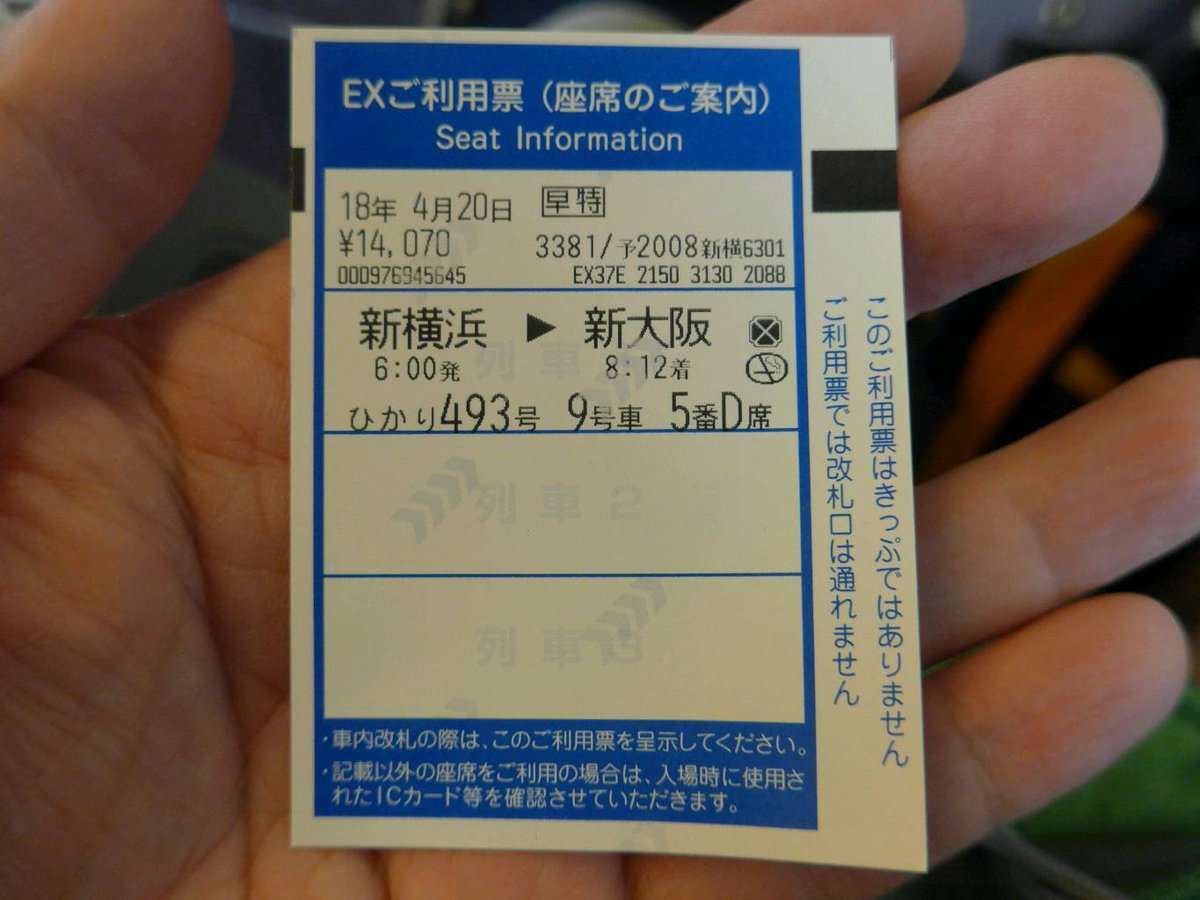 EXご利用票(座席のご案内)
Seat Information
18年 4月20日 早特
¥14,070 3381/予2008新横6301
000976945645 EX37E 2150 3130 2088
新横浜 ▶ 新大阪
6:00発 8:12着
ひかり493号 9号車 5番D席
列車
列車2
列車3
・車内改札の際は、このご利用票を呈示してください。
・記載以外の座席をご利用の場合は、入場時に使用さ
れたICカード等を確認させていただきます。
このご利用票はきっぷではありません
ご利用票では改札口は通れません